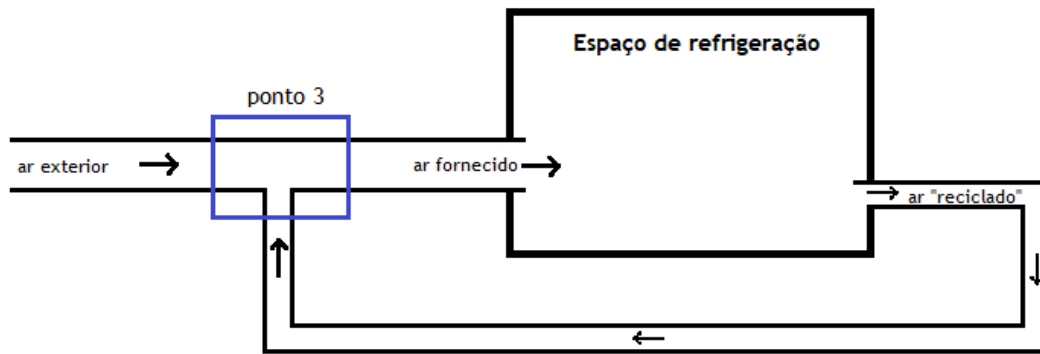 Espaço de refrigeração
ponto 3
ar exterior
ar fornecido
ar "reciclado"